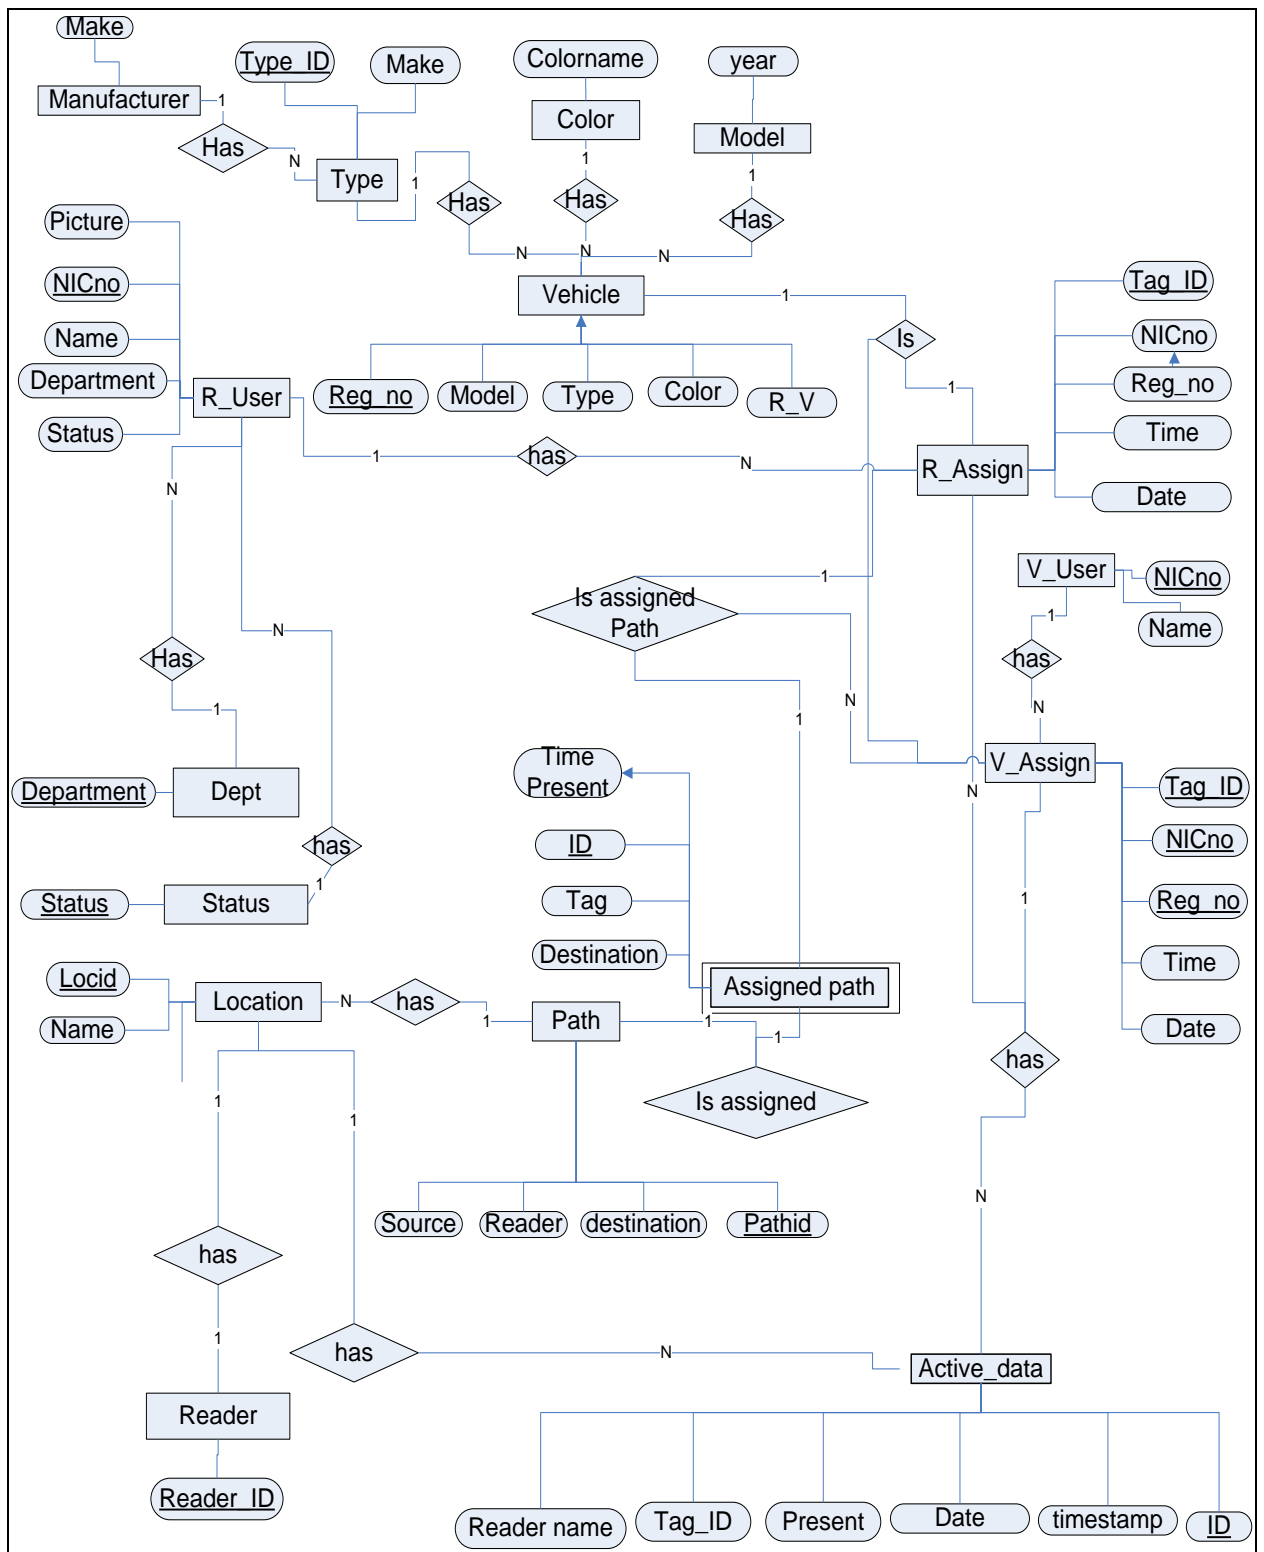 Make
Type_ID
Make
Colorname
year
Manufacturer
1
Color
Model
Has
N
Type
1
1
1
Has
Has
Has
Picture
N
N
N
NICno
Vehicle
1
Tag_ID
Name
Is
NICno
Department
R_User
Reg_no
Model
Type
Color
R_V
1
Reg_no
Status
Time
1
has
N
R_Assign
Date
N
1
V_User
NICno
Is assigned
Path
1
Name
N
Has
has
1
N
N
1
Time
Present
V_Assign
Department
Dept
N
Tag_ID
has
ID
NICno
1
Status
Status
Tag
1
Reg_no
Destination
Time
Locid
Location
N
has
Assigned path
Name
1
Path
1
1
Date
has
1
1
Is assigned
N
Source
Reader
destination
Pathid
has
1
has
N
Active_data
Reader
Reader_ID
Reader name
Tag_ID
Present
Date
timestamp
ID